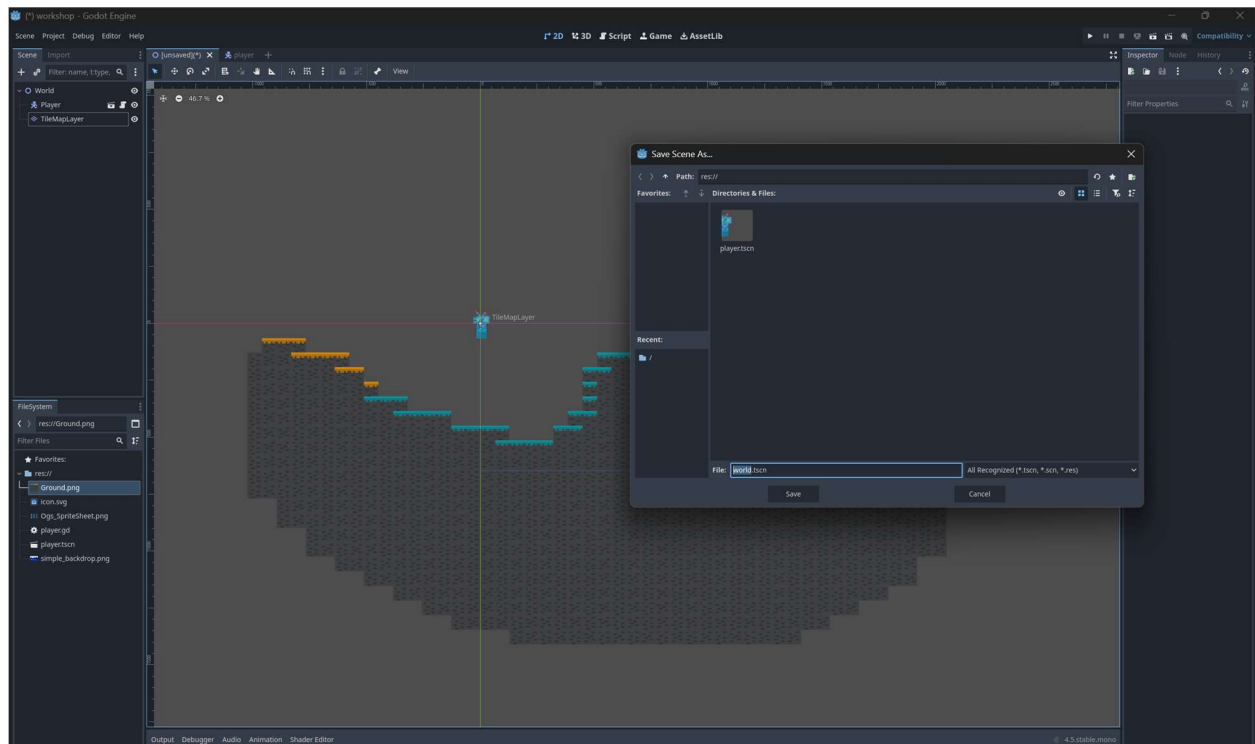 (*) workshop - Godot Engine
Scene Project Debug Editor Help
2D 3D Script Game AssetLib
Compatibility
Scene Import
[unsaved](*) player
Inspector Node History
Filter: name, t:type,
View
46.7 %
World
Player
TileMapLayer
Filter Properties
TileMapLayer
Save Scene As...
Path: res://
Favorites:
Directories & Files:
player.tscn
Recent:
/
File: world.tscn
All Recognized (*.tscn, *.scn, *.res)
Save
Cancel
FileSystem
res://Ground.png
Filter Files
Favorites:
res://
Ground.png
icon.svg
Ogs_SpriteSheet.png
player.gd
player.tscn
simple_backdrop.png
Output Debugger Audio Animation Shader Editor
4.5.stable.mono